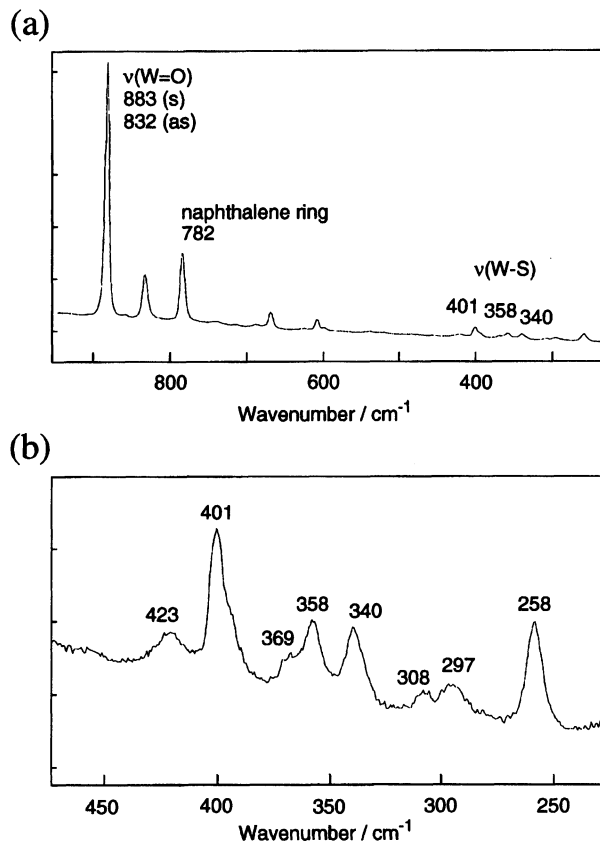 (a)
ν(W=O)
883 (s)
832 (as)
naphthalene ring
782
ν(W-S)
401 358 340
800 600 400
Wavenumber / cm⁻¹
(b)
401
423 369 358 340 308 297 258
450 400 350 300 250
Wavenumber / cm⁻¹